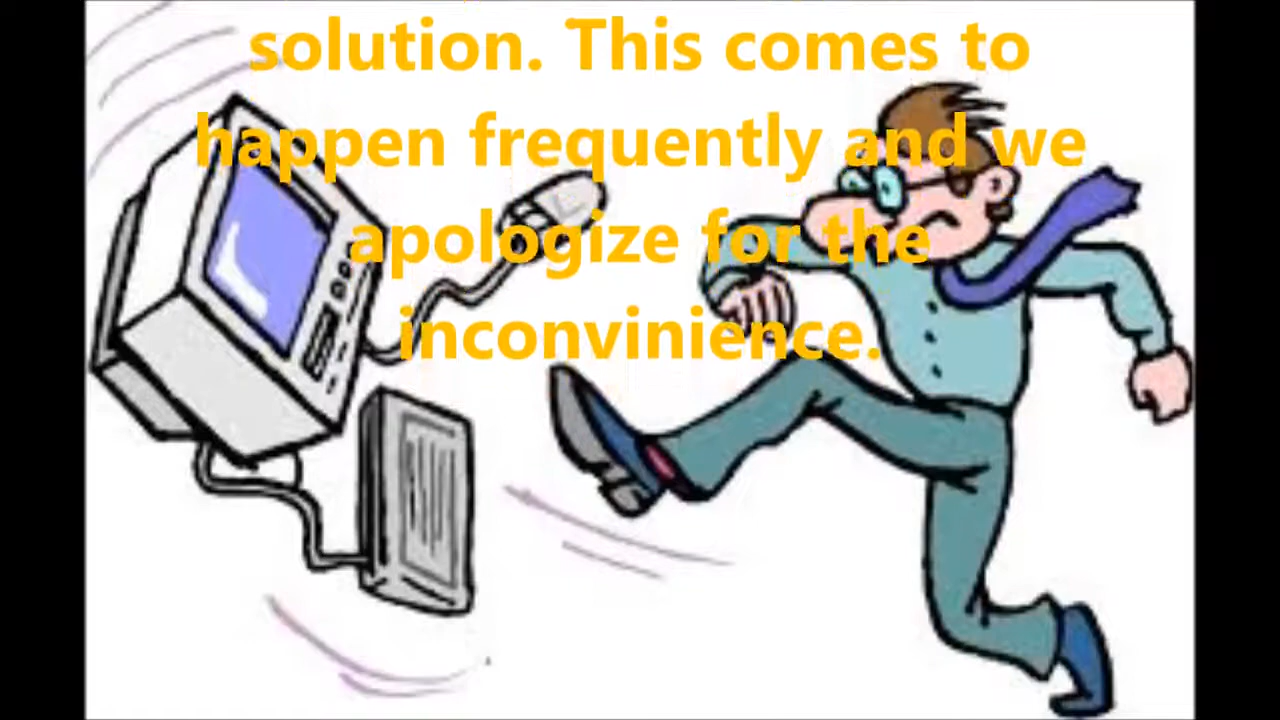 solution. This comes to
happen frequently and we
apologize for the
inconvinience.